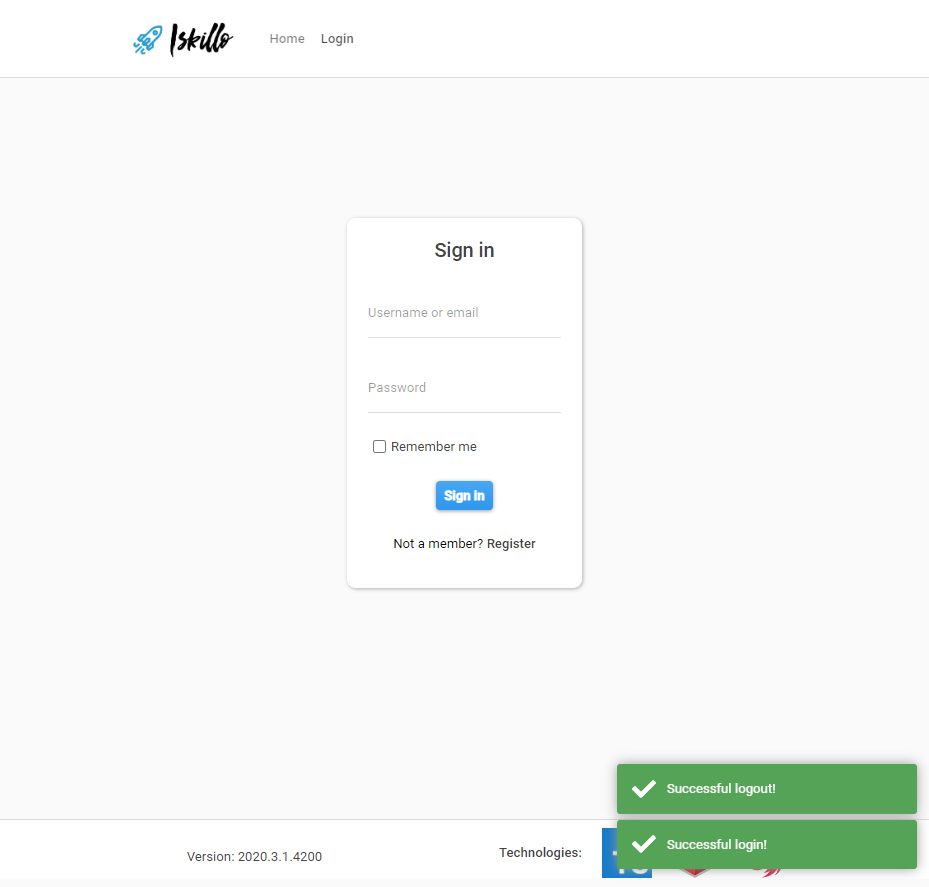 Iskillo
Home Login
Sign in
Username or email
Password
Remember me
Sign in
Not a member? Register
Successful logout!
Successful login!
Version: 2020.3.1.4200
Technologies: